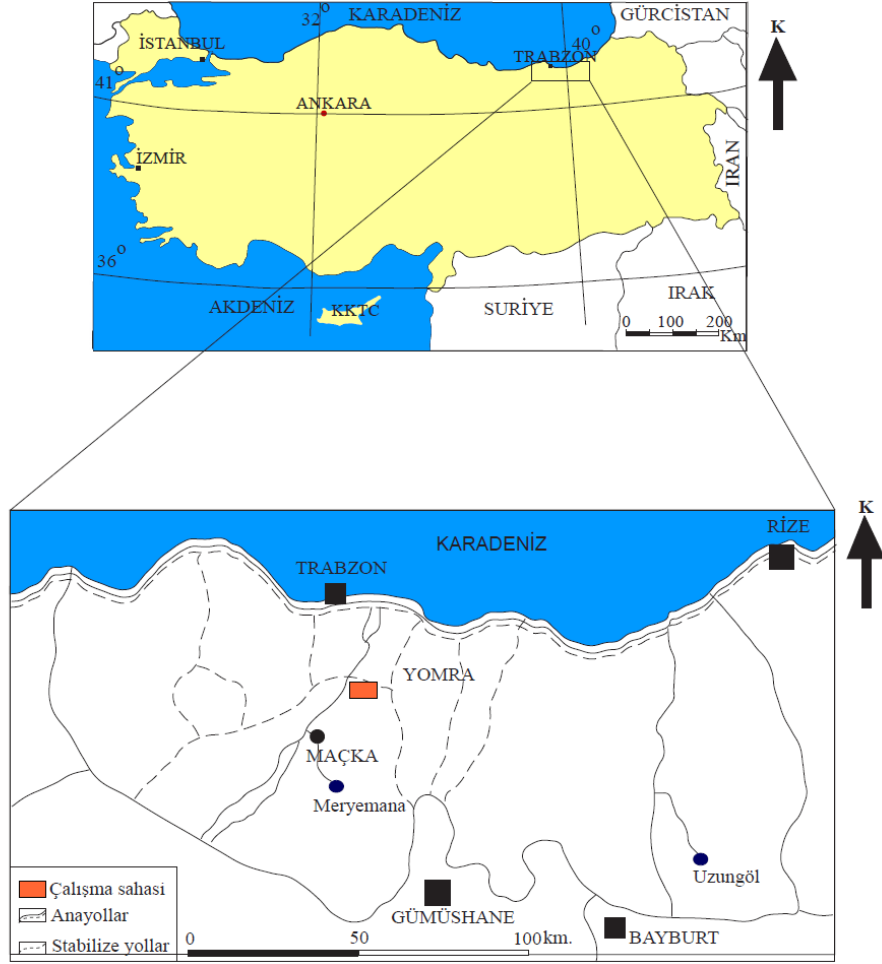 KARADENİZ
GÜRCİSTAN
32 o
40 o
K
İSTANBUL
TRABZON
41 o
ANKARA
İZMİR
IRAN
36 o
AKDENİZ
KKTC
SURİYE
IRAK
0 100 200
Km
K
RİZE
KARADENİZ
TRABZON
YOMRA
MAÇKA
Meryemana
Uzungöl
Çalışma sahasi
GÜMÜSHANE
Anayollar
BAYBURT
Stabilize yollar
0 50 100 km.